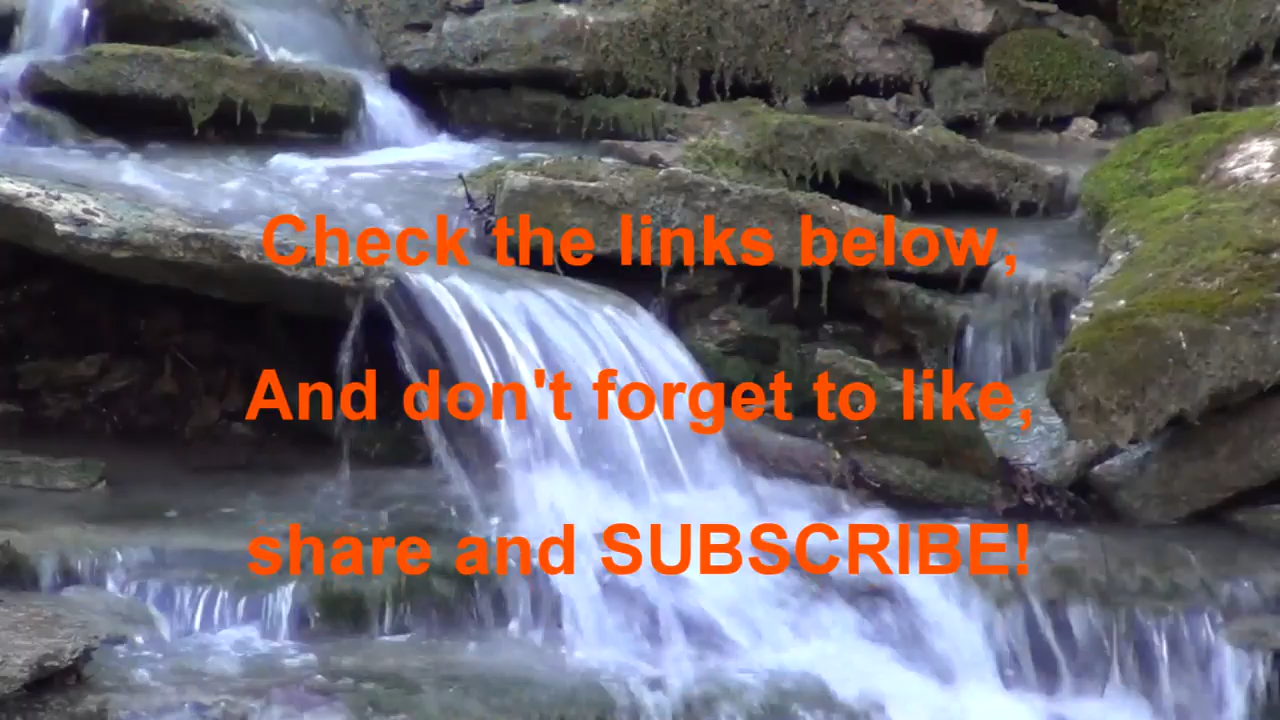 Check the links below,
And don't forget to like,
share and SUBSCRIBE!